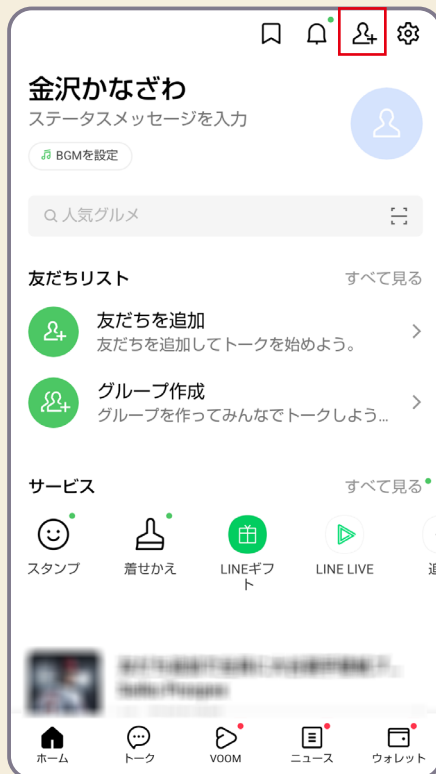 金沢かなざわ
ステータスメッセージを入力
BGMを設定
人気グルメ
友だちリスト
すべて見る
友だちを追加
友だちを追加してトークを始めよう。
グループ作成
グループを作ってみんなでトークしよう...
サービス
すべて見る
スタンプ
着せかえ
LINEギフ
ト
LINE LIVE
追
ホーム
トーク
VOOM
ニュース
ウォレット